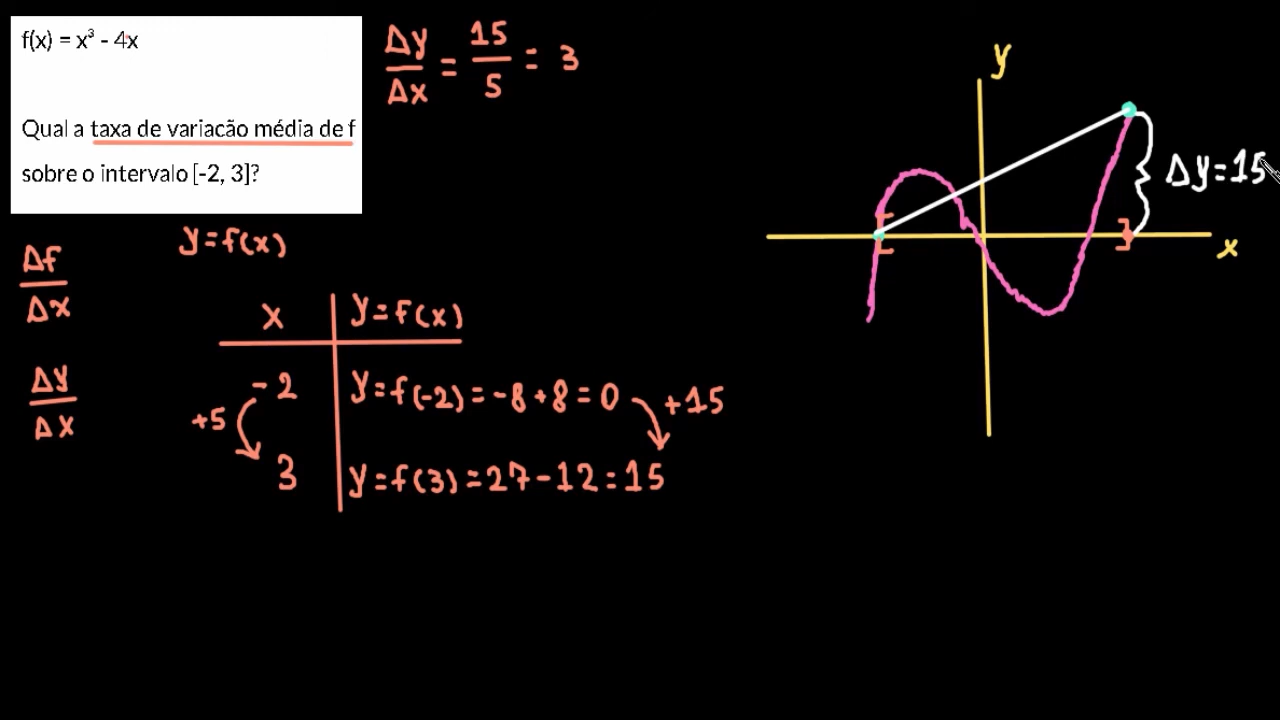 f(x) = x³ - 4x
Qual a taxa de variacão média de f
sobre o intervalo [-2, 3]?
Δy/Δx = 15/5 = 3
y
Δy=15
x
Δf/Δx
y=f(x)
x | y=f(x)
Δy/Δx
-2 | y=f(-2)=-8+8=0
+5
+15
3 | y=f(3)=27-12=15